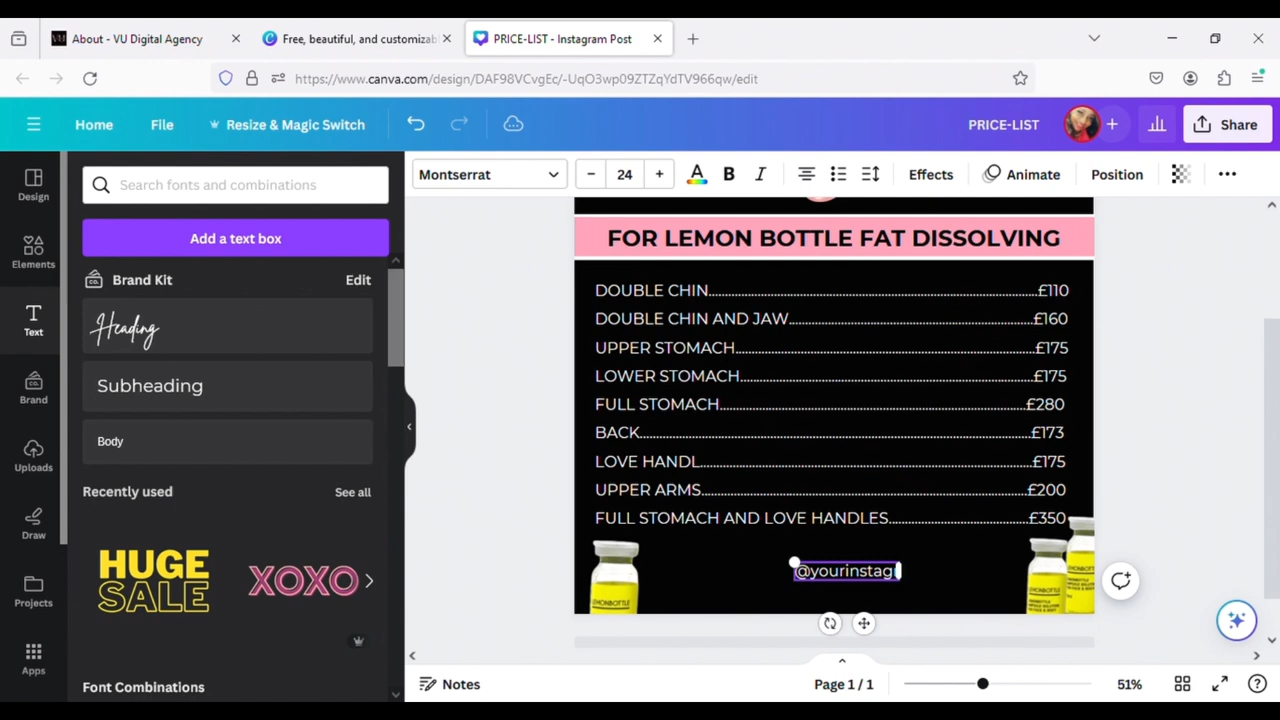 About - VU Digital Agency
Free, beautiful, and customizab
PRICE-LIST - Instagram Post
https://www.canva.com/design/DAF98VCvgEc/-UqO3wp09ZTZqYdTV966qw/edit
Home
File
Resize & Magic Switch
PRICE-LIST
Share
Design
Elements
Text
Brand
Uploads
Draw
Projects
Apps
Search fonts and combination
Add a text box
Brand Kit
Edit
Heading
Subheading
Body
Recently used
See all
HUGE
SALE
XOXO
Font Combinations
Montserrat
24
A
B
I
Effects
Animate
Position
FOR LEMON BOTTLE FAT DISSOLVING
DOUBLE CHIN....................................................................................£110
DOUBLE CHIN AND JAW..............................................................£160
UPPER STOMACH............................................................................£175
LOWER STOMACH...........................................................................£175
FULL STOMACH..............................................................................£280
BACK..................................................................................................£173
LOVE HANDL....................................................................................£175
UPPER ARMS...................................................................................£200
FULL STOMACH AND LOVE HANDLES...................................£350
@yourinstag
LEMONBOTTLE
LEMONBOTTLE
LEMONBOTTLE
Notes
Page 1 / 1
51%